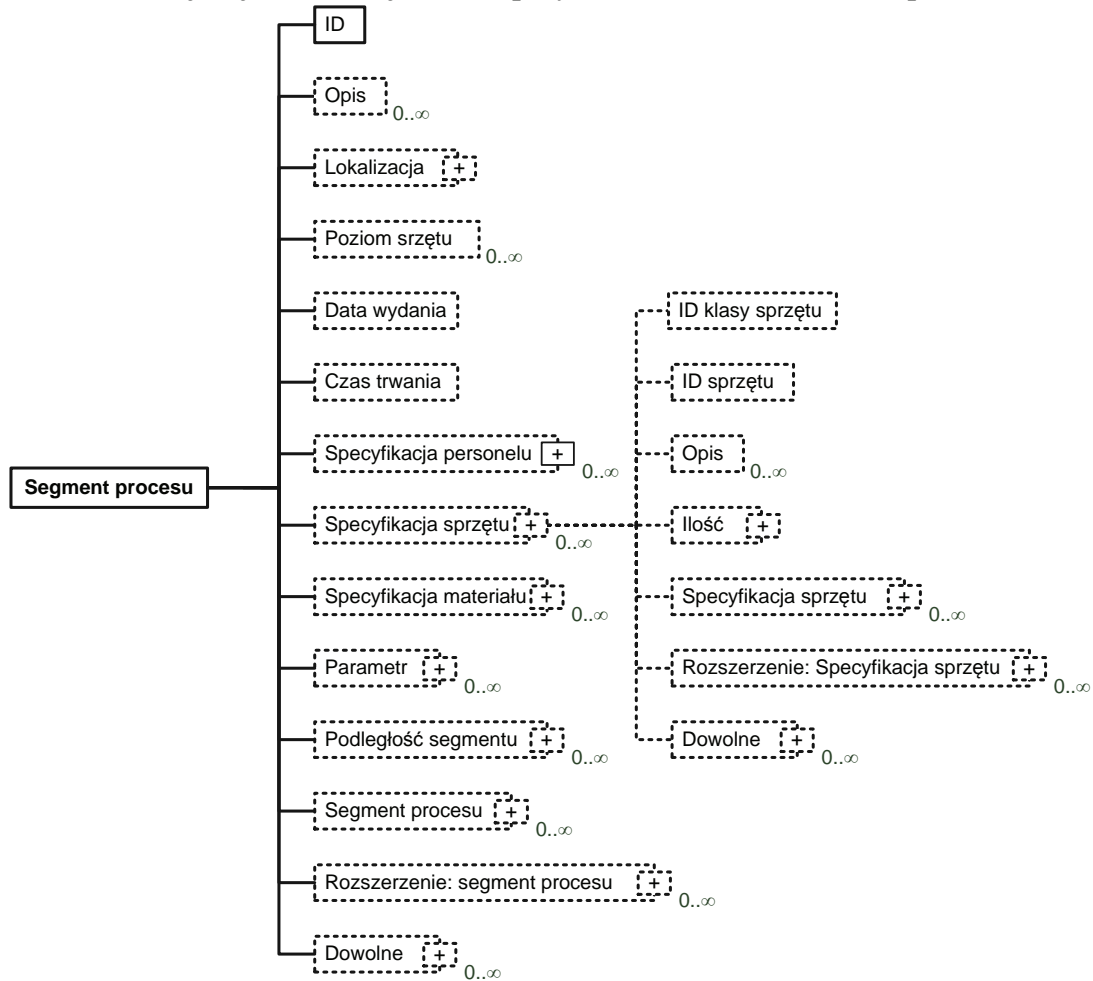 ID
Opis
0..∞
Lokalizacja +
Poziom srzętu
0..∞
Data wydania
Czas trwania
Specyfikacja personelu +
0..∞
Segment procesu
Specyfikacja sprzętu +
0..∞
Specyfikacja materiału +
0..∞
Parametr +
0..∞
Podległość segmentu +
0..∞
Segment procesu +
0..∞
Rozszerzenie: segment procesu +
0..∞
Dowolne +
0..∞
ID klasy sprzętu
ID sprzętu
Opis
0..∞
Ilość +
Specyfikacja sprzętu +
0..∞
Rozszerzenie: Specyfikacja sprzętu +
0..∞
Dowolne +
0..∞